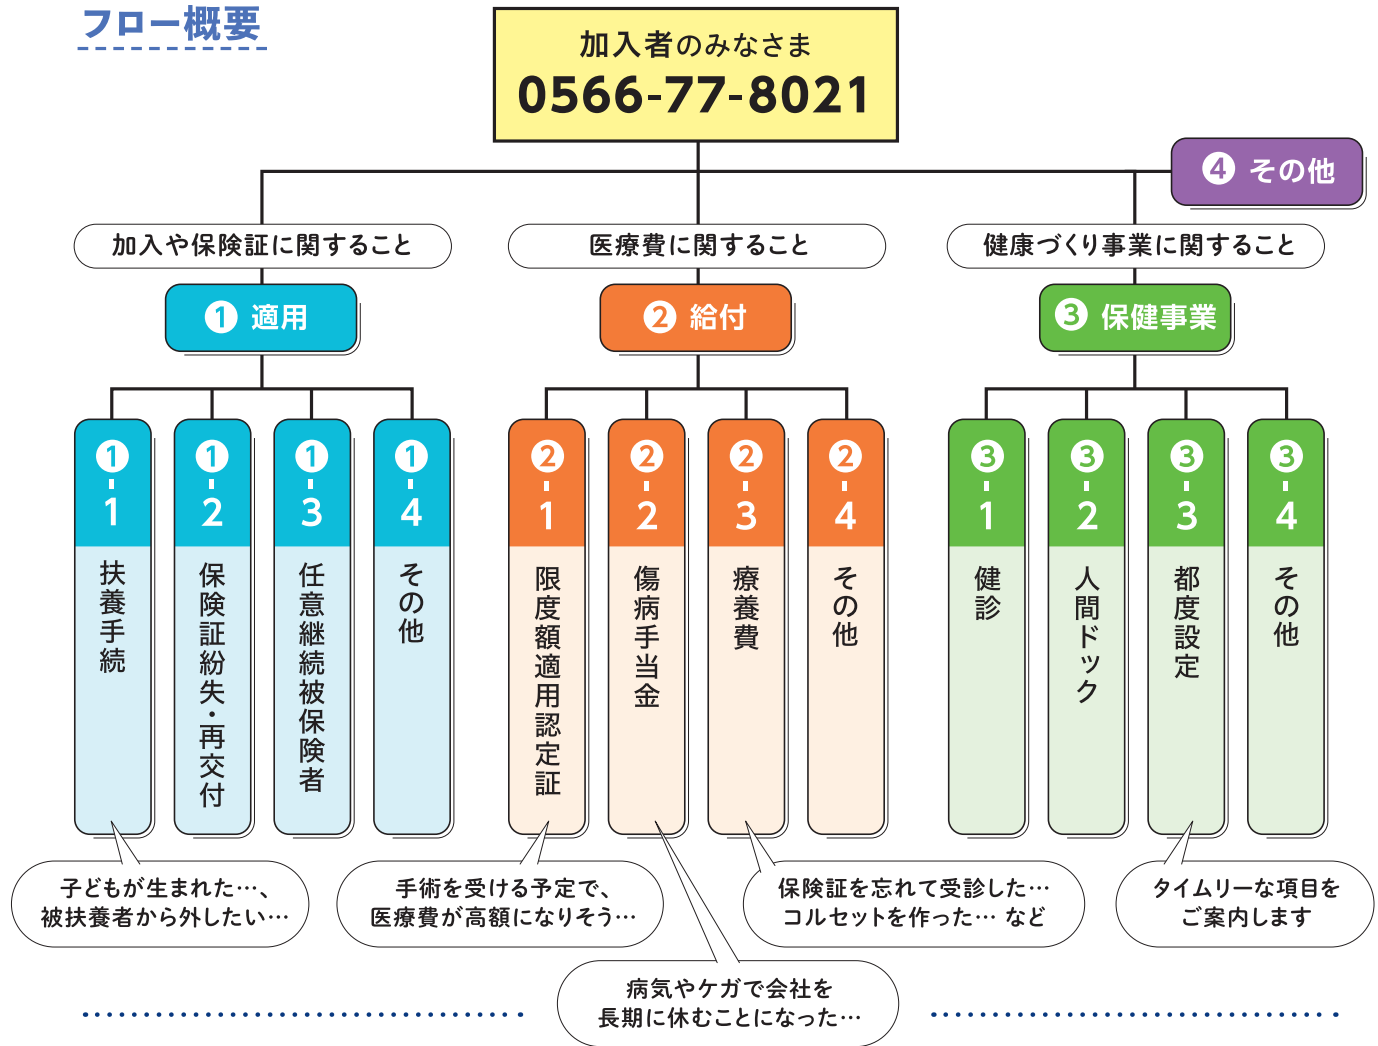 フロー概要
加入者のみなさま
0566-77-8021
4 その他
加入や保険証に関すること
医療費に関すること
健康づくり事業に関すること
1 適用
2 給付
3 保健事業
1-1
扶養手続
1-2
保険証紛失・再交付
1-3
任意継続被保険者
1-4
その他
2-1
限度額適用認定証
2-2
傷病手当金
2-3
療養費
2-4
その他
3-1
健診
3-2
人間ドック
3-3
都度設定
3-4
その他
子どもが生まれた…、
被扶養者から外したい…
手術を受ける予定で、
医療費が高額になりそう…
病気やケガで会社を
長期に休むことになった…
保険証を忘れて受診した…
コルセットを作った… など
タイムリーな項目を
ご案内します